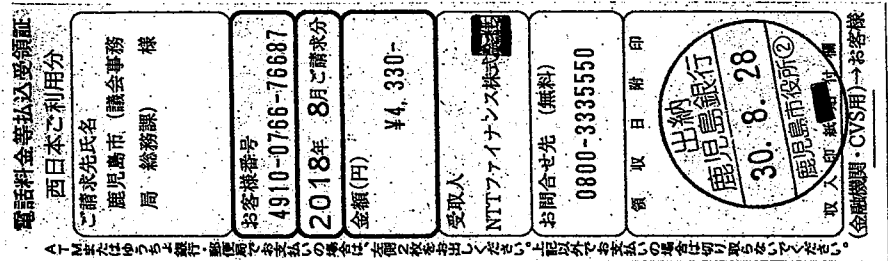 電話料金等払込受領証
西日本ご利用分
ご請求先氏名
鹿児島市(議会事務
局 総務課) 様
お客様番号
4910-0766-76687
2018年 8月ご請求分
金額(円)
¥4,330-
受取人
NTTファイナンス株式会社
お問合せ先 (無料)
0800-3335550
領収日附印
出納
鹿児島銀行
30.8.28
鹿児島市役所②
収入印紙貼付欄
(金融機関・CVS用)→お客様
ATMまたはゆうちょ銀行・郵便局でお支払いの場合は、左側2枚をお出しください。上記以外でお支払いの場合は切り取らないでください。